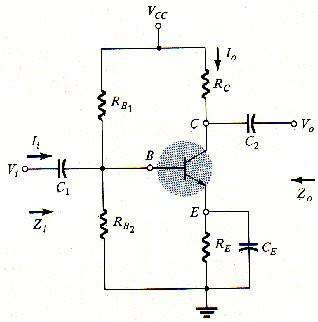 V_CC
I_o
R_C
R_B1
C
V_o
C_2
I_i
B
V_i
C_1
Z_i
Z_o
E
R_B2
R_E
C_E